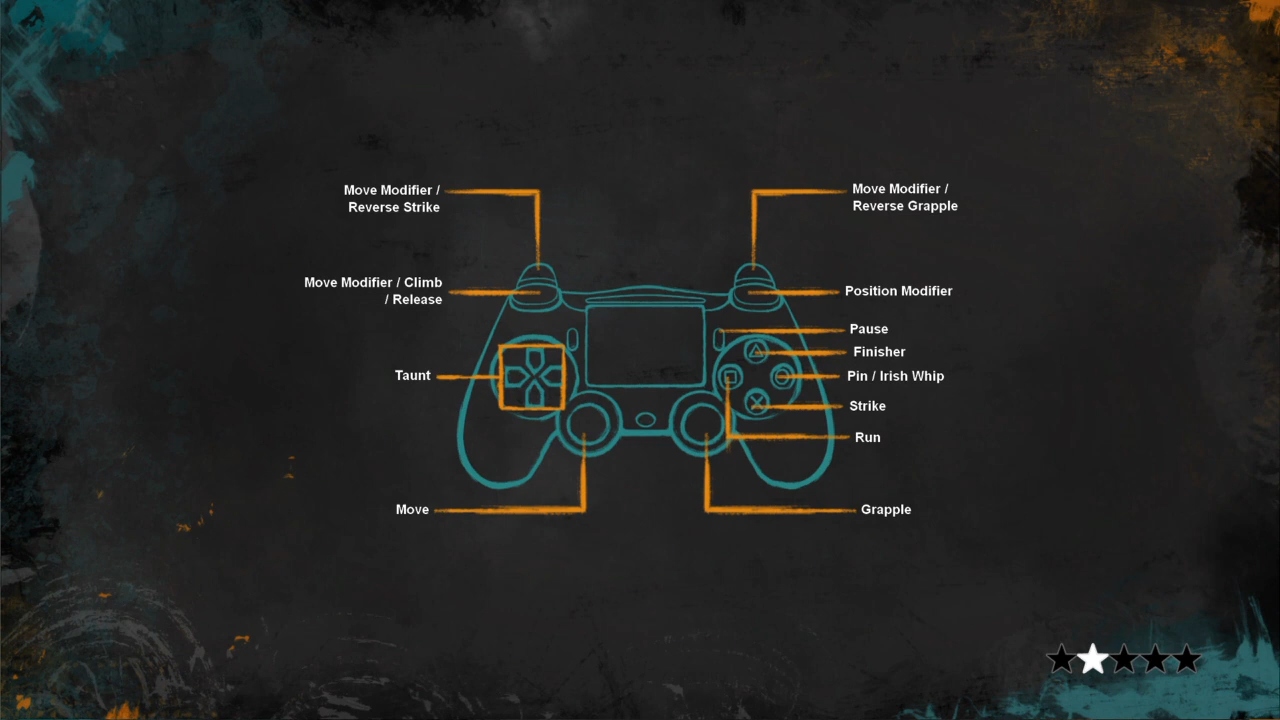 Move Modifier /
Reverse Strike
Move Modifier /
Reverse Grapple
Move Modifier / Climb
/ Release
Position Modifier
Pause
Finisher
Taunt
Pin / Irish Whip
Strike
Run
Move
Grapple